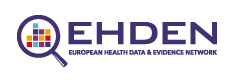 EHDEN
EUROPEAN HEALTH DATA & EVIDENCE NETWORK